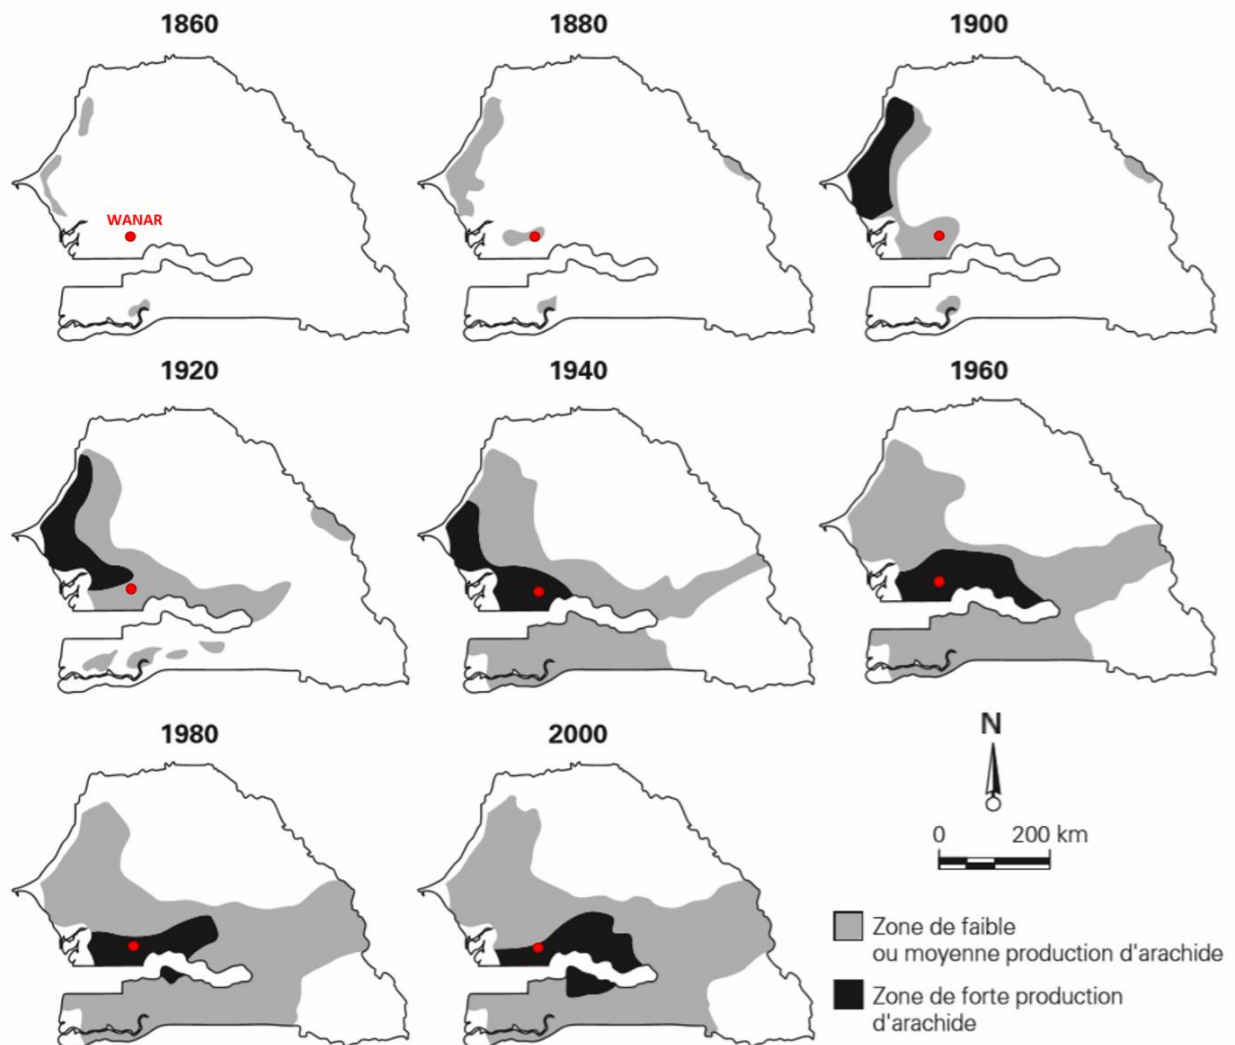 1860
1880
1900
WANAR
1920
1940
1960
1980
2000
N
0 200 km
Zone de faible
ou moyenne production d'arachide
Zone de forte production
d'arachide